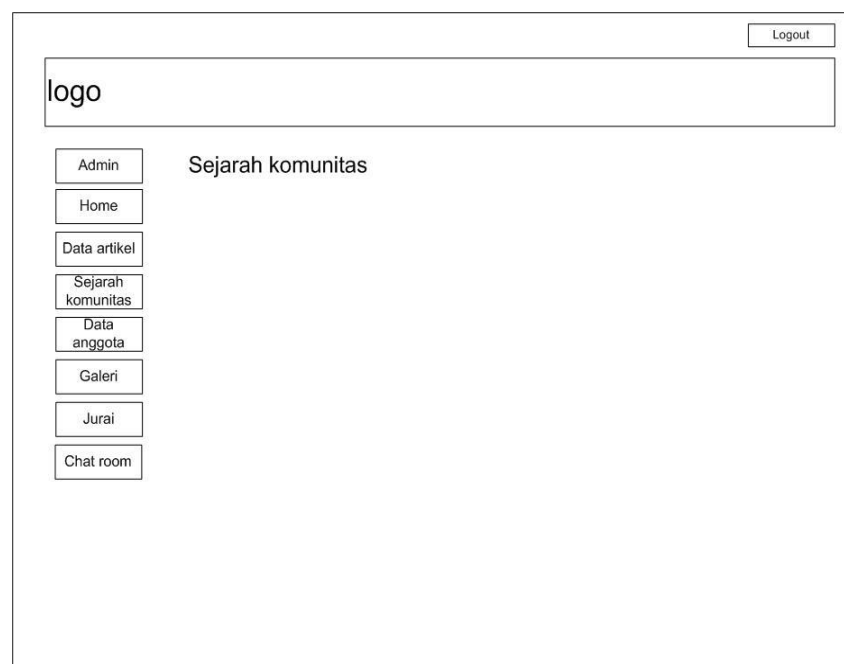 Logout
logo
Admin
Sejarah komunitas
Home
Data artikel
Sejarah
komunitas
Data
anggota
Galeri
Jurai
Chat room